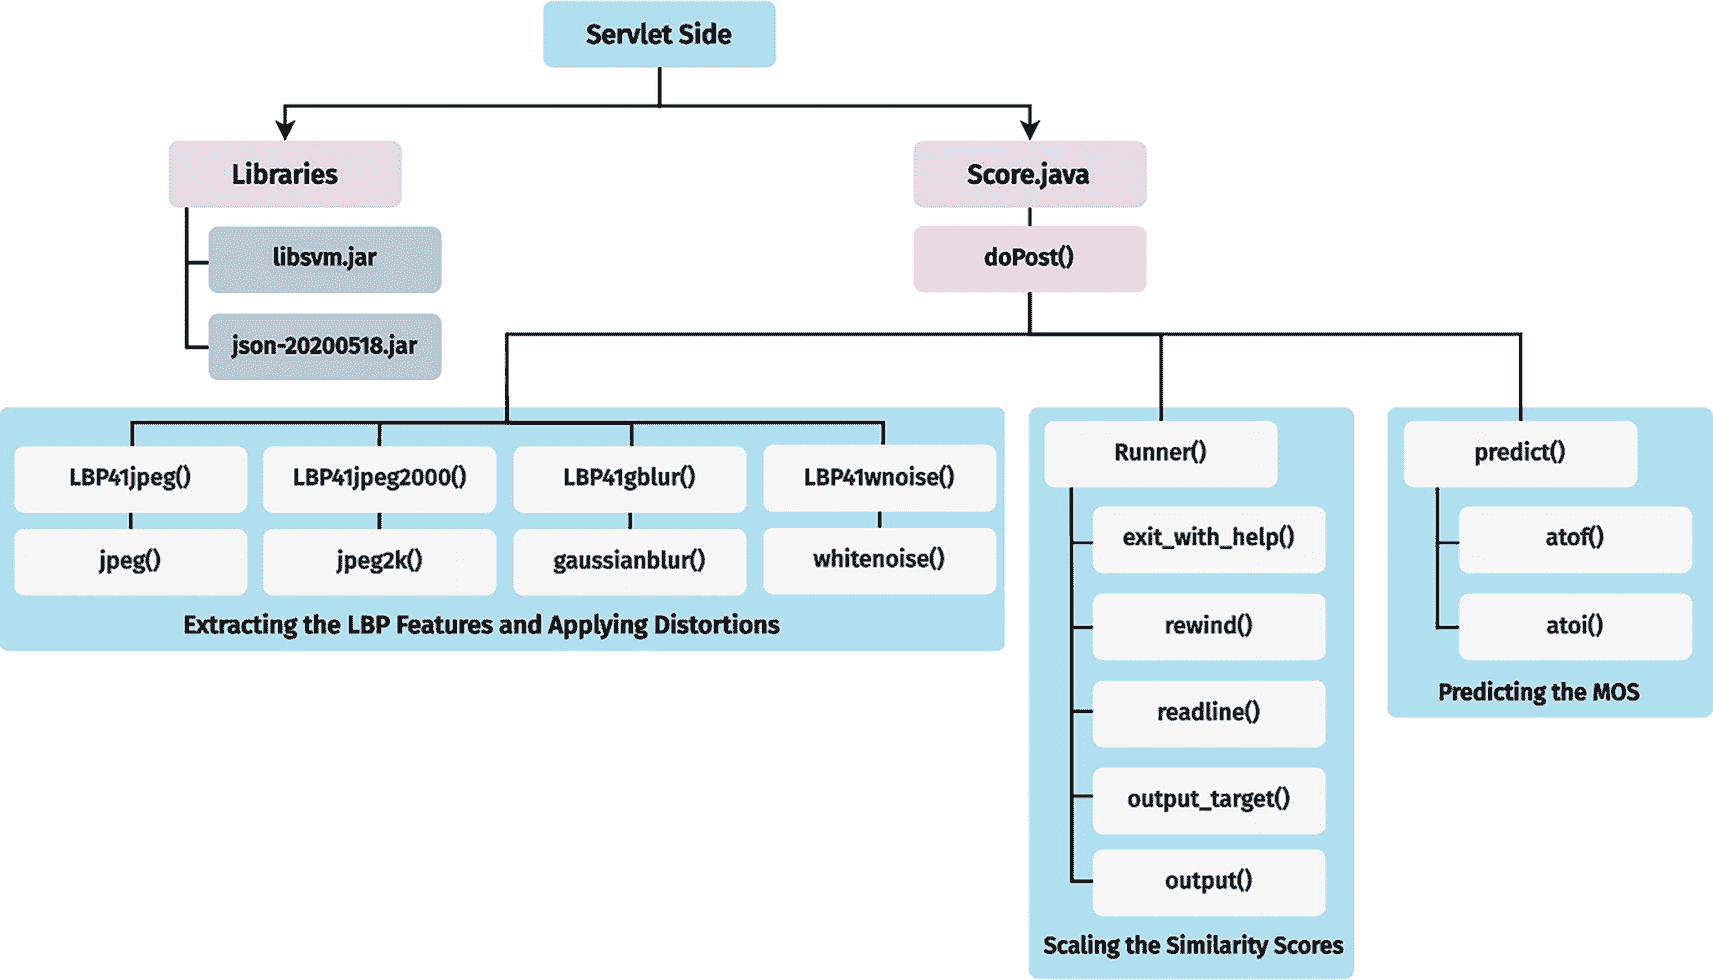 Servlet Side
Libraries
Score.java
libsvm.jar
doPost()
json-20200518.jar
LBP41jpeg()
LBP41jpeg2000()
LBP41gblur()
LBP41wnoise()
jpeg()
jpeg2k()
gaussianblur()
whitenoise()
Extracting the LBP Features and Applying Distortions
Runner()
exit_with_help()
rewind()
readline()
output_target()
output()
Scaling the Similarity Scores
predict()
atof()
atoi()
Predicting the MOS